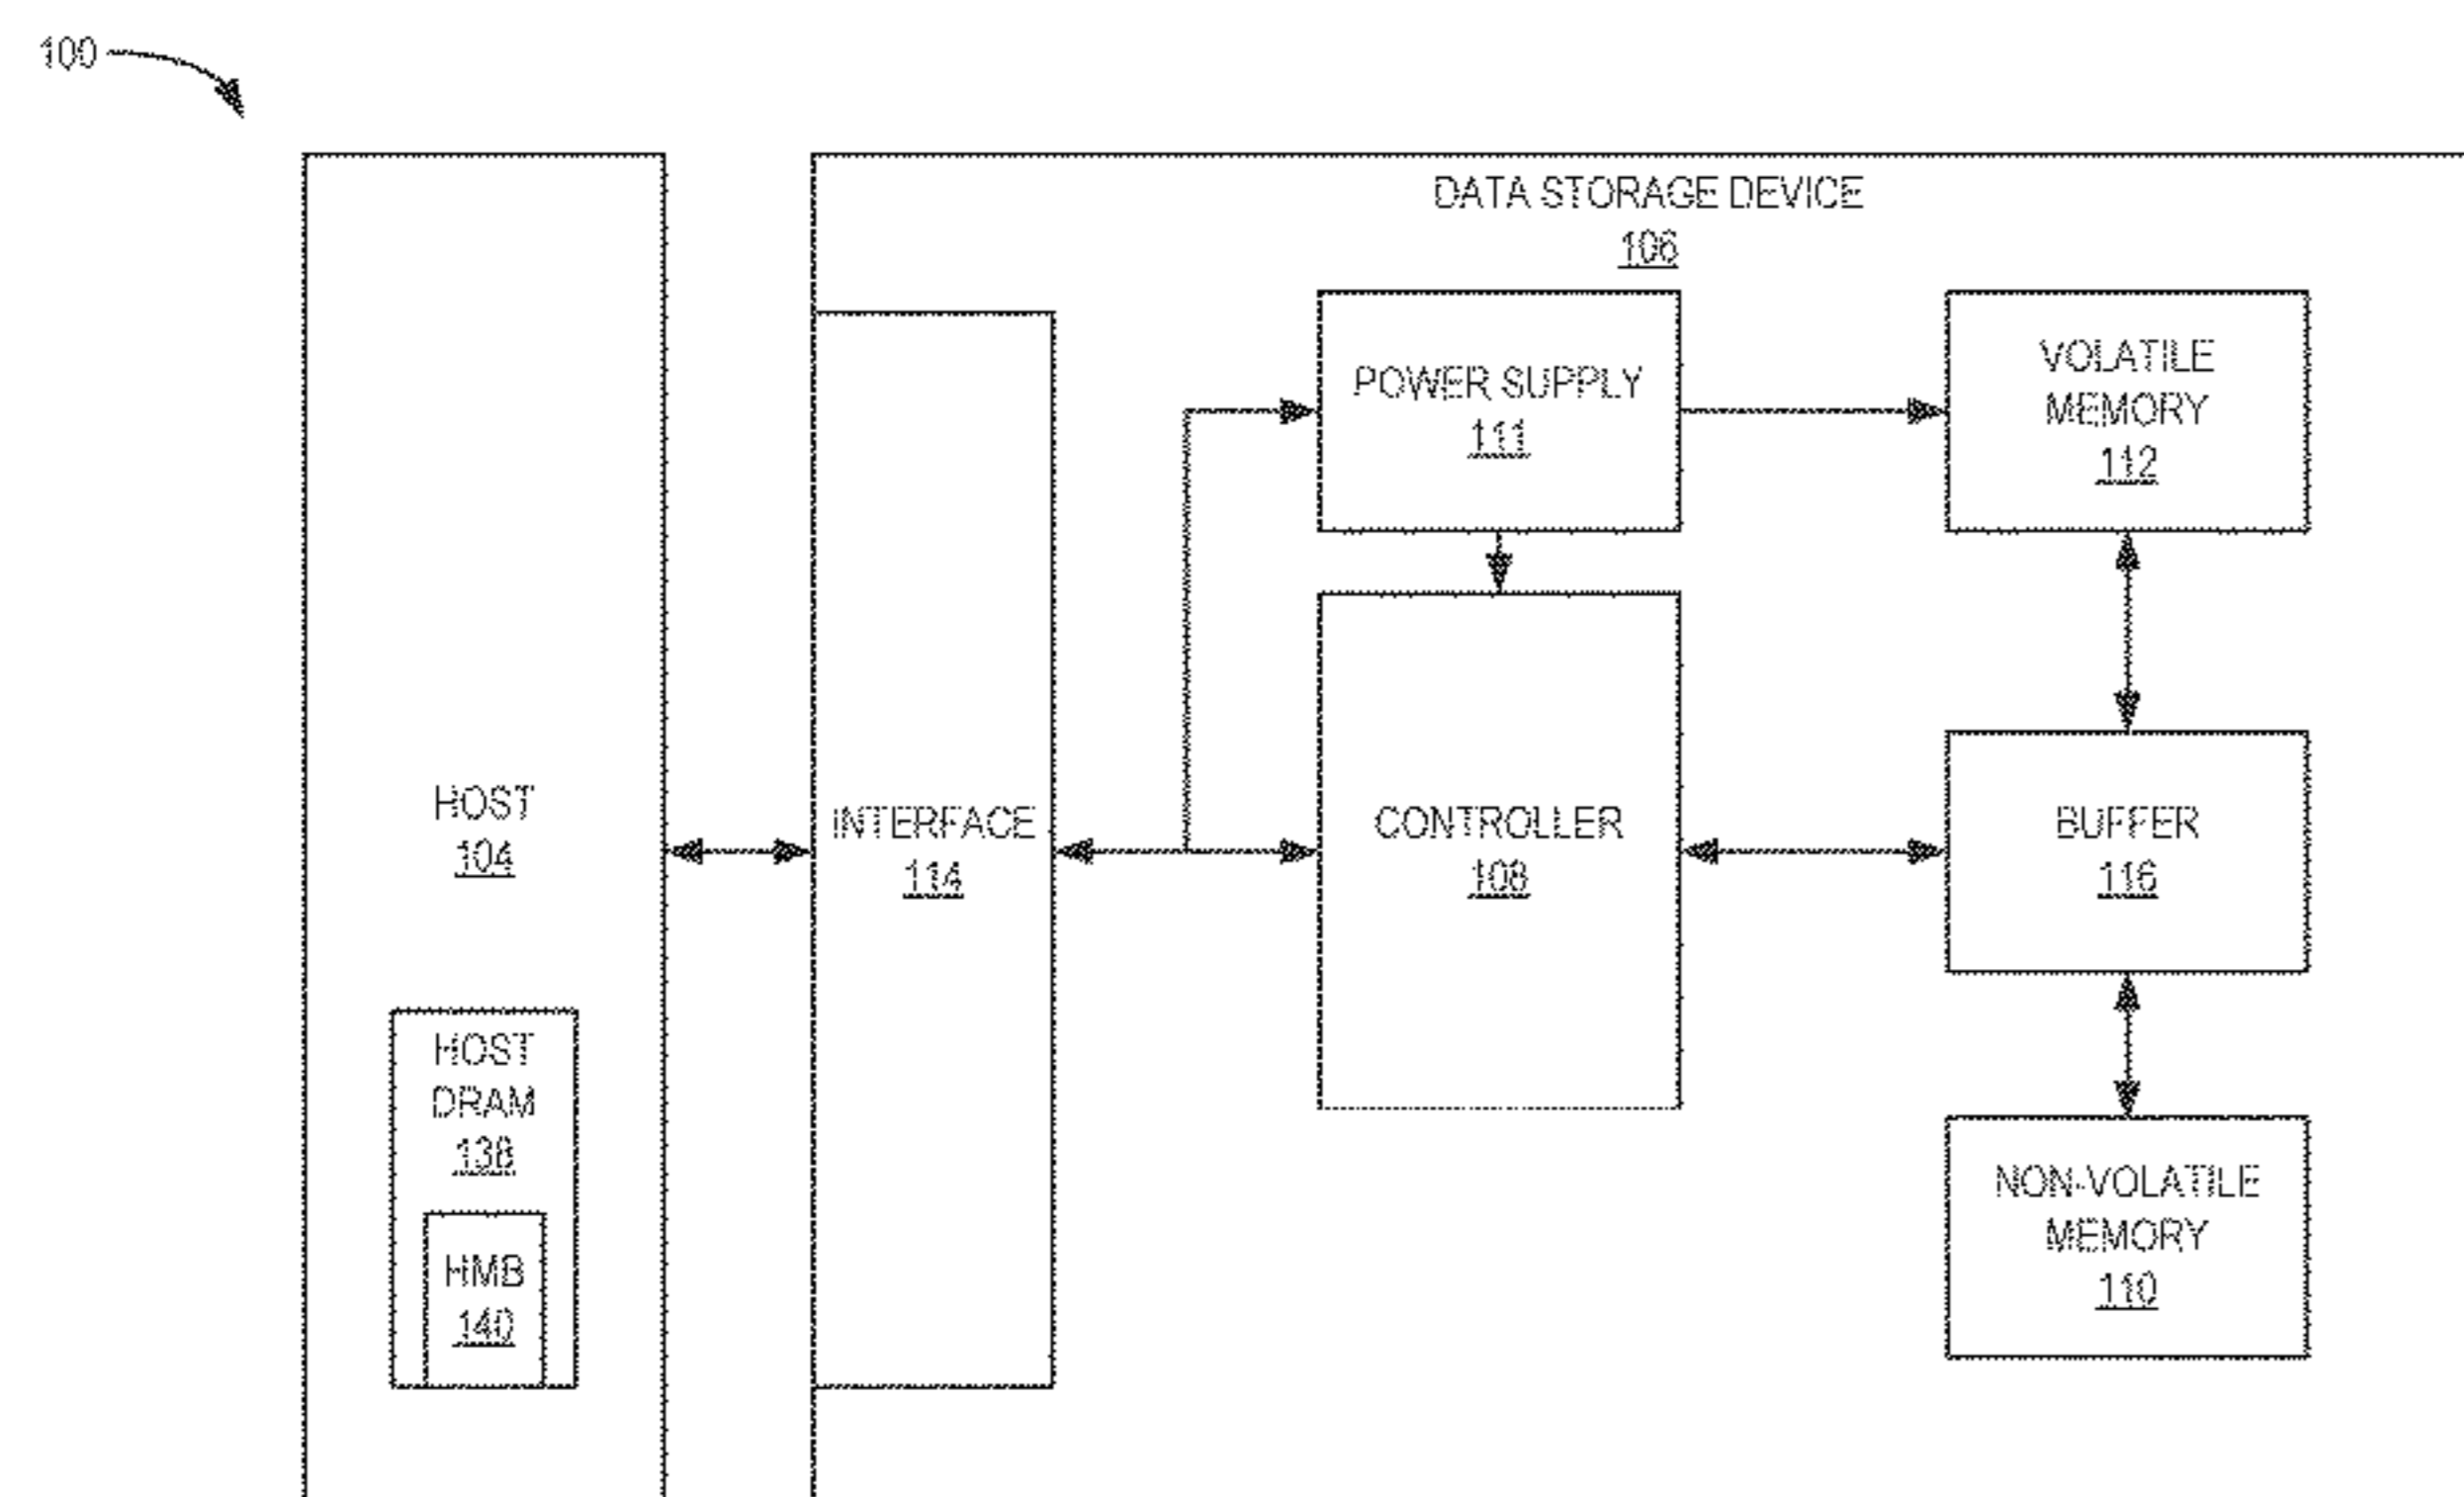 100
DATA STORAGE DEVICE
106
POWER SUPPLY
111
VOLATILE
MEMORY
112
HOST
104
INTERFACE
114
CONTROLLER
108
BUFFER
116
HOST
DRAM
138
HMB
140
NON-VOLATILE
MEMORY
110